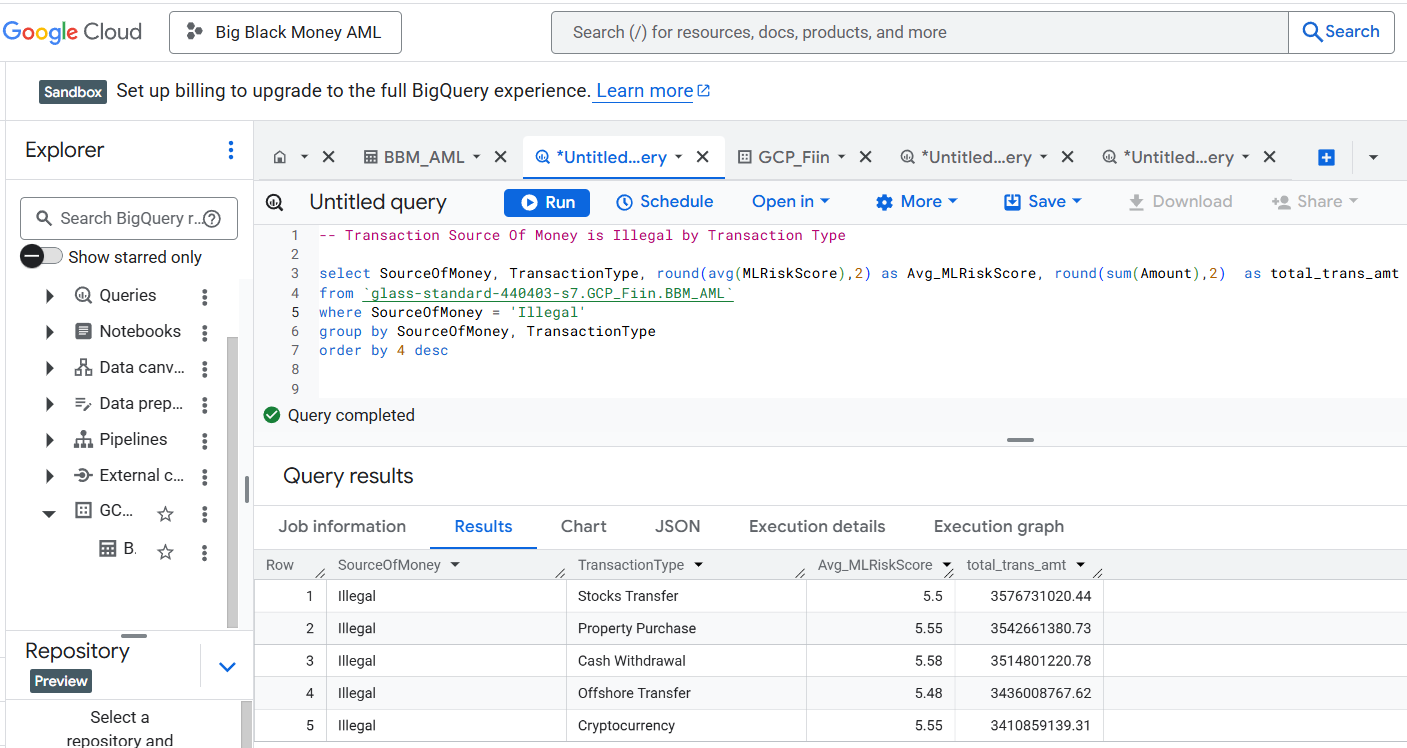 Google Cloud
Big Black Money AML
Search (/) for resources, docs, products, and more
Search
Sandbox
Set up billing to upgrade to the full BigQuery experience. Learn more
Explorer
Search BigQuery r...
Show starred only
Queries
Notebooks
Data canv...
Data prep...
Pipelines
External c...
GC...
B.
Repository
Preview
Select a
repository and
BBM_AML
*Untitled...ery
GCP_Fiin
*Untitled...ery
*Untitled...ery
Untitled query
Run
Schedule
Open in
More
Save
Download
Share
1 -- Transaction Source Of Money is Illegal by Transaction Type
2
3 select SourceOfMoney, TransactionType, round(avg(MLRiskScore),2) as Avg_MLRiskScore, round(sum(Amount),2)  as total_trans_amt
4 from `glass-standard-440403-s7.GCP_Fiin.BBM_AML`
5 where SourceOfMoney = 'Illegal'
6 group by SourceOfMoney, TransactionType
7 order by 4 desc
8
9
Query completed
Query results
Job information Results Chart JSON Execution details Execution graph
Row SourceOfMoney TransactionType Avg_MLRiskScore total_trans_amt
1 Illegal Stocks Transfer 5.5 3576731020.44
2 Illegal Property Purchase 5.55 3542661380.73
3 Illegal Cash Withdrawal 5.58 3514801220.78
4 Illegal Offshore Transfer 5.48 3436008767.62
5 Illegal Cryptocurrency 5.55 3410859139.31